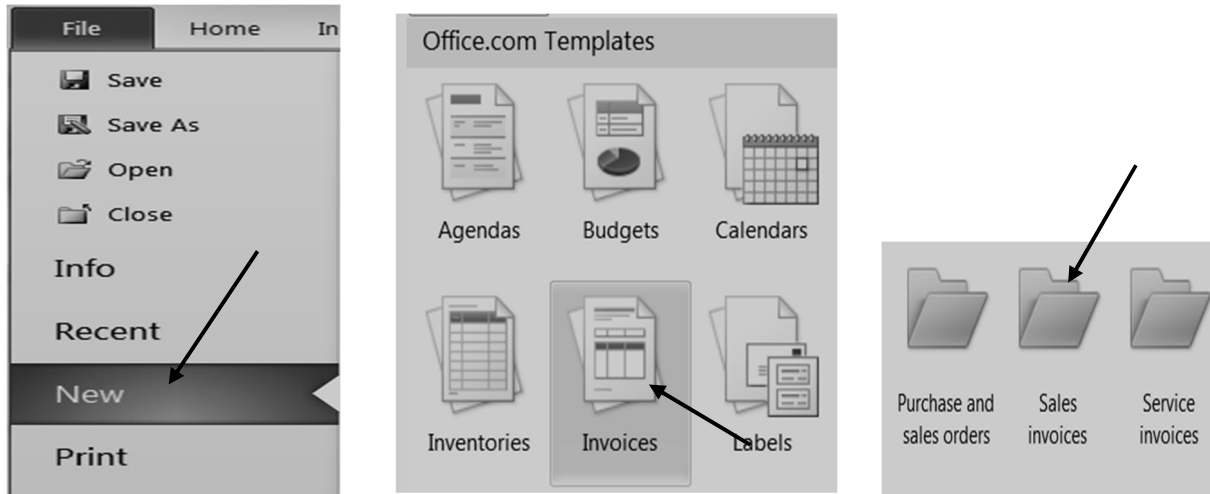 File Home In
Save
Save As
Open
Close
Info
Recent
New
Print
Office.com Templates
Agendas Budgets Calendars
Inventories Invoices Labels
Purchase and
sales orders
Sales
invoices
Service
invoices